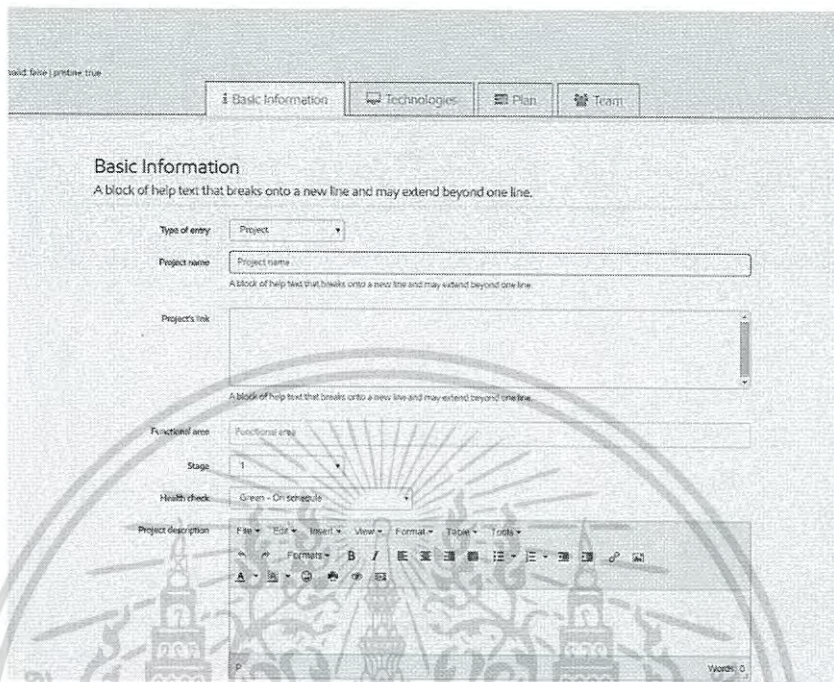 valid: false | pristine: true
Basic Information Technologies Plan Team
Basic Information
A block of help text that breaks onto a new line and may extend beyond one line.
Type of entry Project
Project name Project name
A block of help text that breaks onto a new line and may extend beyond one line.
Project's link
A block of help text that breaks onto a new line and may extend beyond one line.
Functional area Functional area
Stage 1
Health check Green - On schedule
Project description File Edit Insert View Format Table Tools
Formats B I
A A
P Words: 0